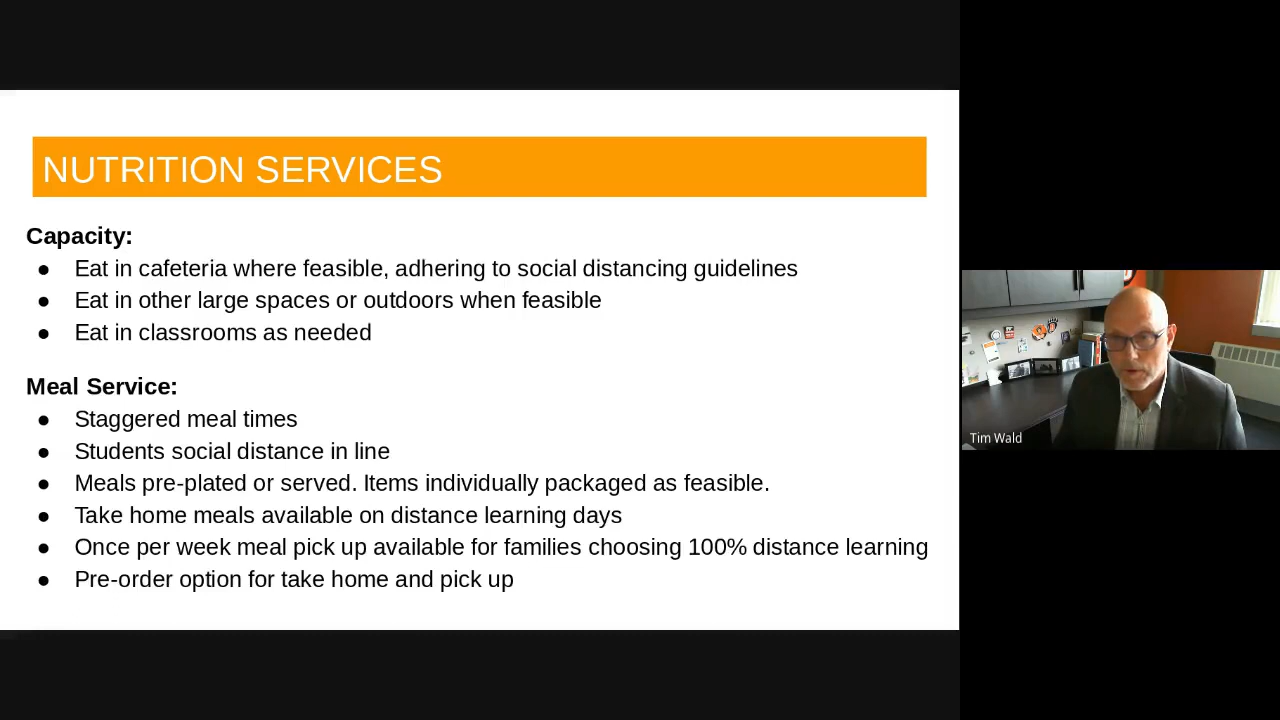 NUTRITION SERVICES
Capacity:
● Eat in cafeteria where feasible, adhering to social distancing guidelines
● Eat in other large spaces or outdoors when feasible
● Eat in classrooms as needed
Meal Service:
● Staggered meal times
● Students social distance in line
● Meals pre-plated or served. Items individually packaged as feasible.
● Take home meals available on distance learning days
● Once per week meal pick up available for families choosing 100% distance learning
● Pre-order option for take home and pick up
Tim Wald